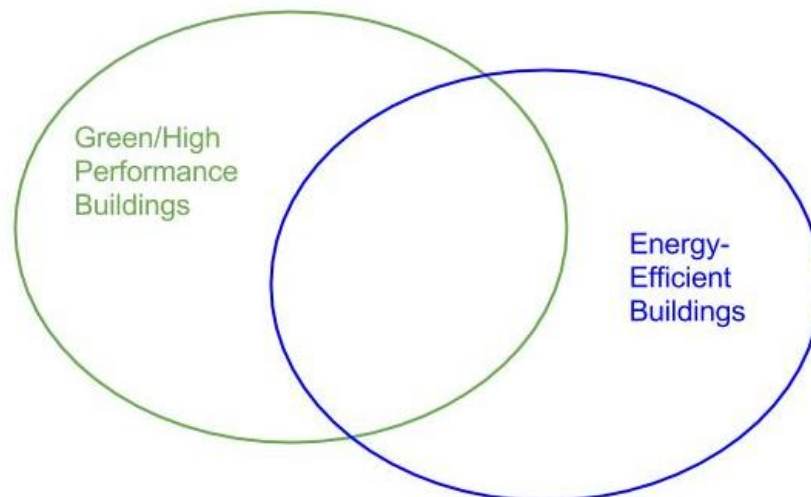 Green/High
Performance
Buildings
Energy-
Efficient
Buildings